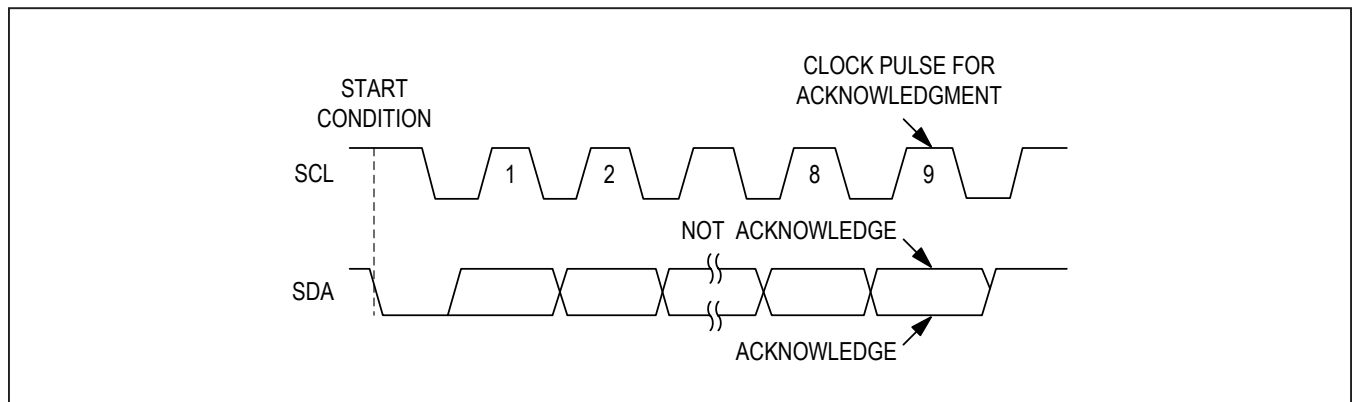 CLOCK PULSE FOR
ACKNOWLEDGMENT
START
CONDITION
SCL
1
2
8
9
NOT ACKNOWLEDGE
SDA
ACKNOWLEDGE